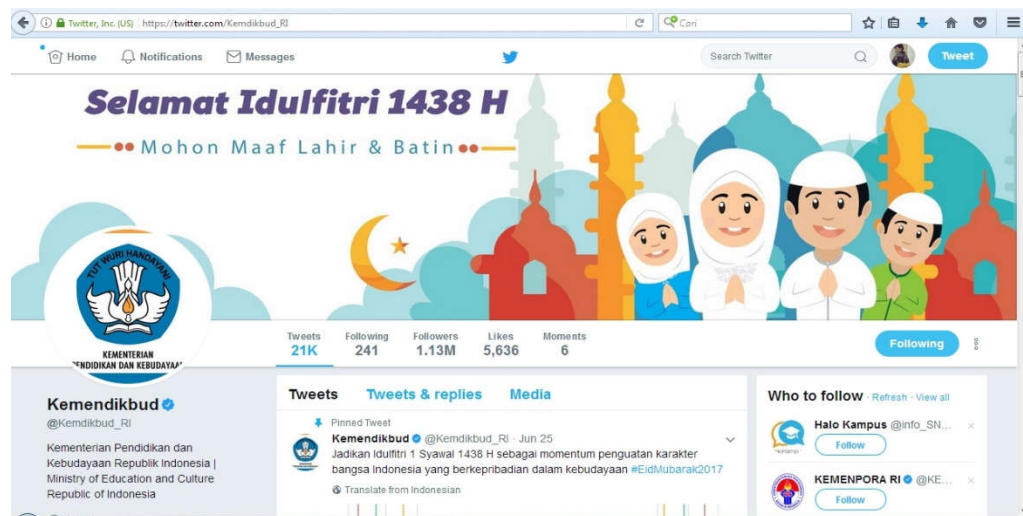 Twitter, Inc. (US) https://twitter.com/Kemdikbud_RI Cari
Home Notifications Messages Search Twitter Tweet
Selamat Idulfitri 1438 H
Mohon Maaf Lahir & Batin
TUT WURI HANDAYANI
KEMENTERIAN
PENDIDIKAN DAN KEBUDAYAAN
Tweets Following Followers Likes Moments
21K 241 1.13M 5,636 6
Following
Kemendikbud
@Kemdikbud_RI
Kementerian Pendidikan dan
Kebudayaan Republik Indonesia |
Ministry of Education and Culture
Republic of Indonesia
Tweets Tweets & replies Media
Pinned Tweet
Kemendikbud @Kemdikbud_RI · Jun 25
Jadikan Idulfitri 1 Syawal 1438 H sebagai momentum penguatan karakter
bangsa Indonesia yang berkepribadian dalam kebudayaan #EidMubarak2017
Translate from Indonesian
Who to follow · Refresh · View all
Halo Kampus @info_SN...
Follow
KEMENPORA RI @KE...
Follow